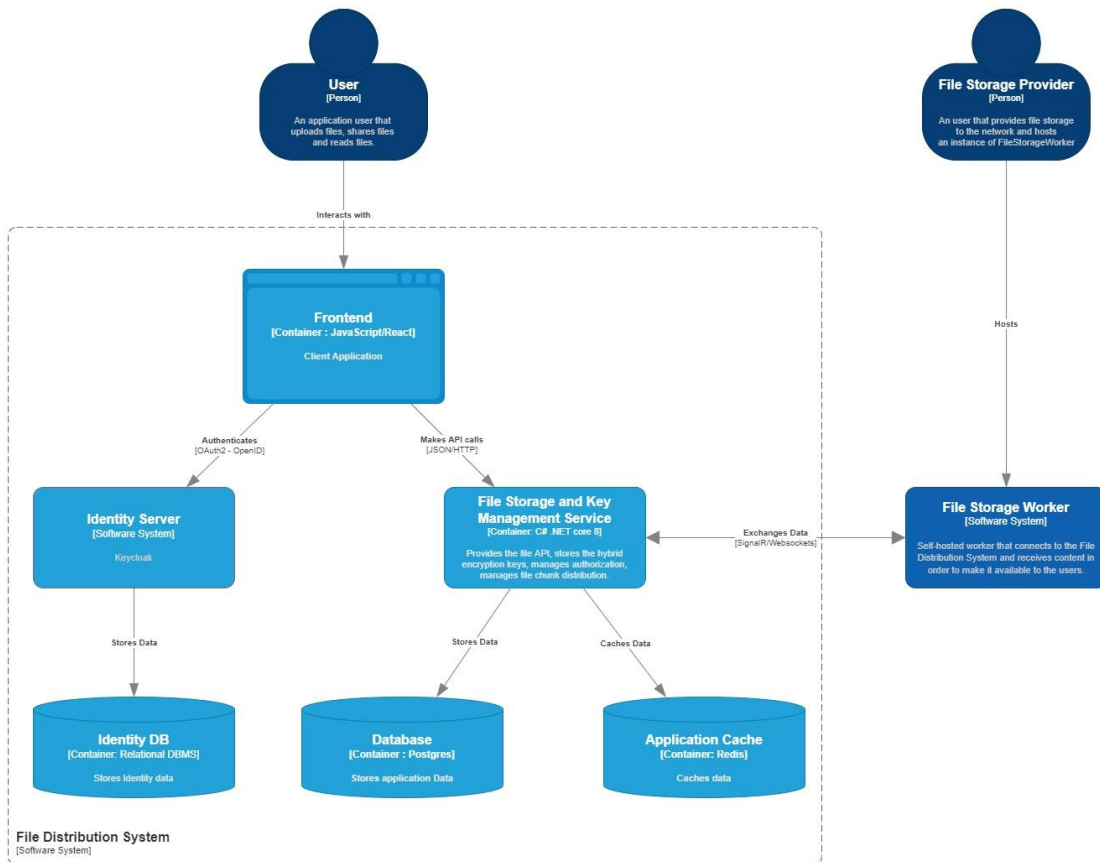 User
[Person]
An application user that
uploads files, shares files
and reads files.
File Storage Provider
[Person]
An user that provides file storage
to the network and hosts
an instance of FileStorageWorker
Interacts with
Hosts
Frontend
[Container : JavaScript/React]
Client Application
Authenticates
[OAuth2 - OpenID]
Makes API calls
[JSON/HTTP]
Identity Server
[Software System]
Keycloak
File Storage and Key
Management Service
[Container: C# .NET core 8]
Provides the file API, stores the hybrid
encryption keys, manages authorization,
manages file chunk distribution.
Exchanges Data
[SignalR/Websockets]
File Storage Worker
[Software System]
Self-hosted worker that connects to the File
Distribution System and receives content in
order to make it available to the users.
Stores Data
Stores Data
Caches Data
Identity DB
[Container: Relational DBMS]
Stores Identity data
Database
[Container : Postgres]
Stores application Data
Application Cache
[Container: Redis]
Caches data
File Distribution System
[Software System]